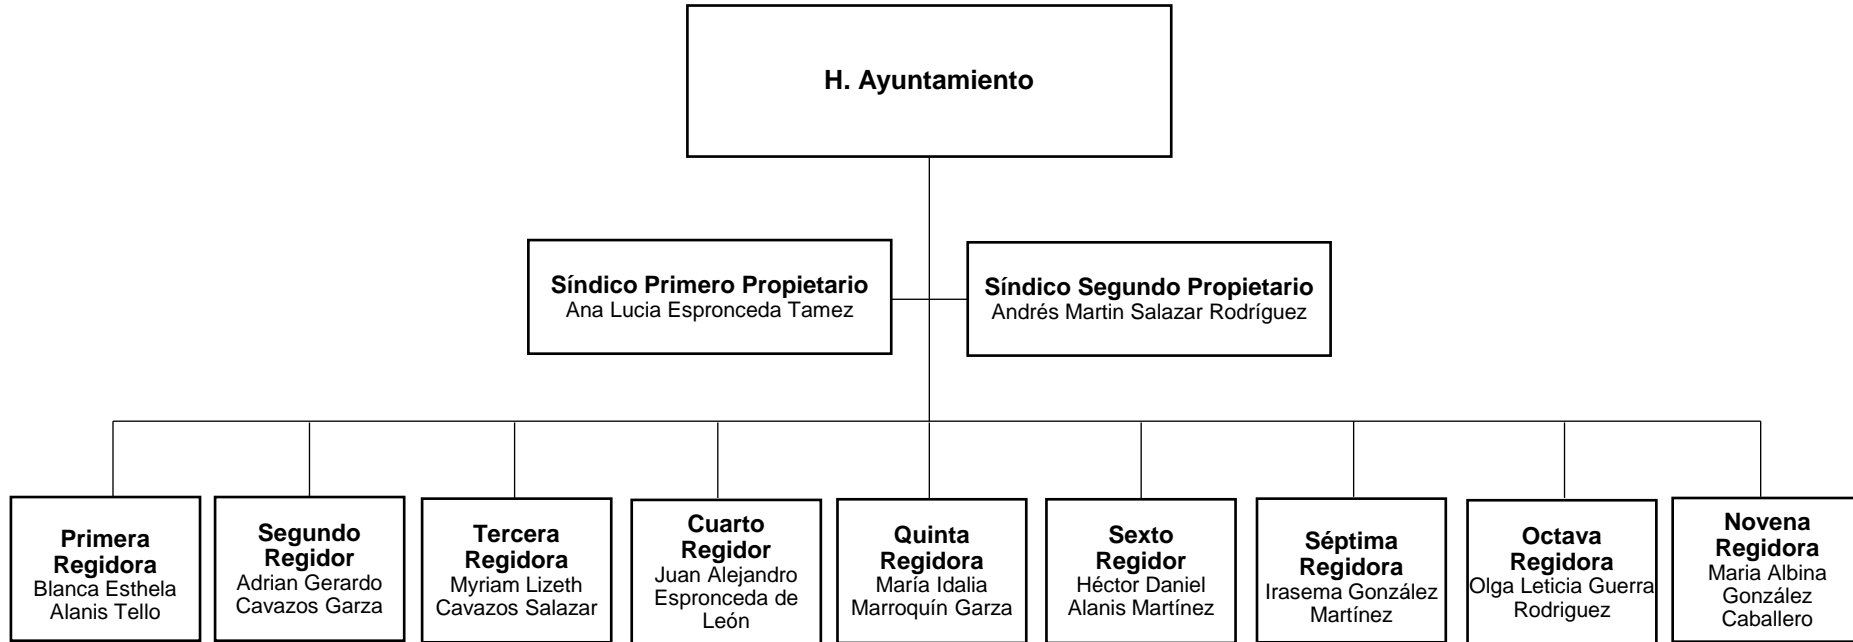 H. Ayuntamiento
Síndico Primero Propietario
Ana Lucia Espronceda Tamez
Síndico Segundo Propietario
Andrés Martin Salazar Rodríguez
Primera
Regidora
Blanca Esthela
Alanis Tello
Segundo
Regidor
Adrian Gerardo
Cavazos Garza
Tercera
Regidora
Myriam Lizeth
Cavazos Salazar
Cuarto
Regidor
Juan Alejandro
Espronceda de
León
Quinta
Regidora
María Idalia
Marroquín Garza
Sexto
Regidor
Héctor Daniel
Alanis Martínez
Séptima
Regidora
Irasema González
Martínez
Octava
Regidora
Olga Leticia Guerra
Rodriguez
Novena
Regidora
Maria Albina
González
Caballero